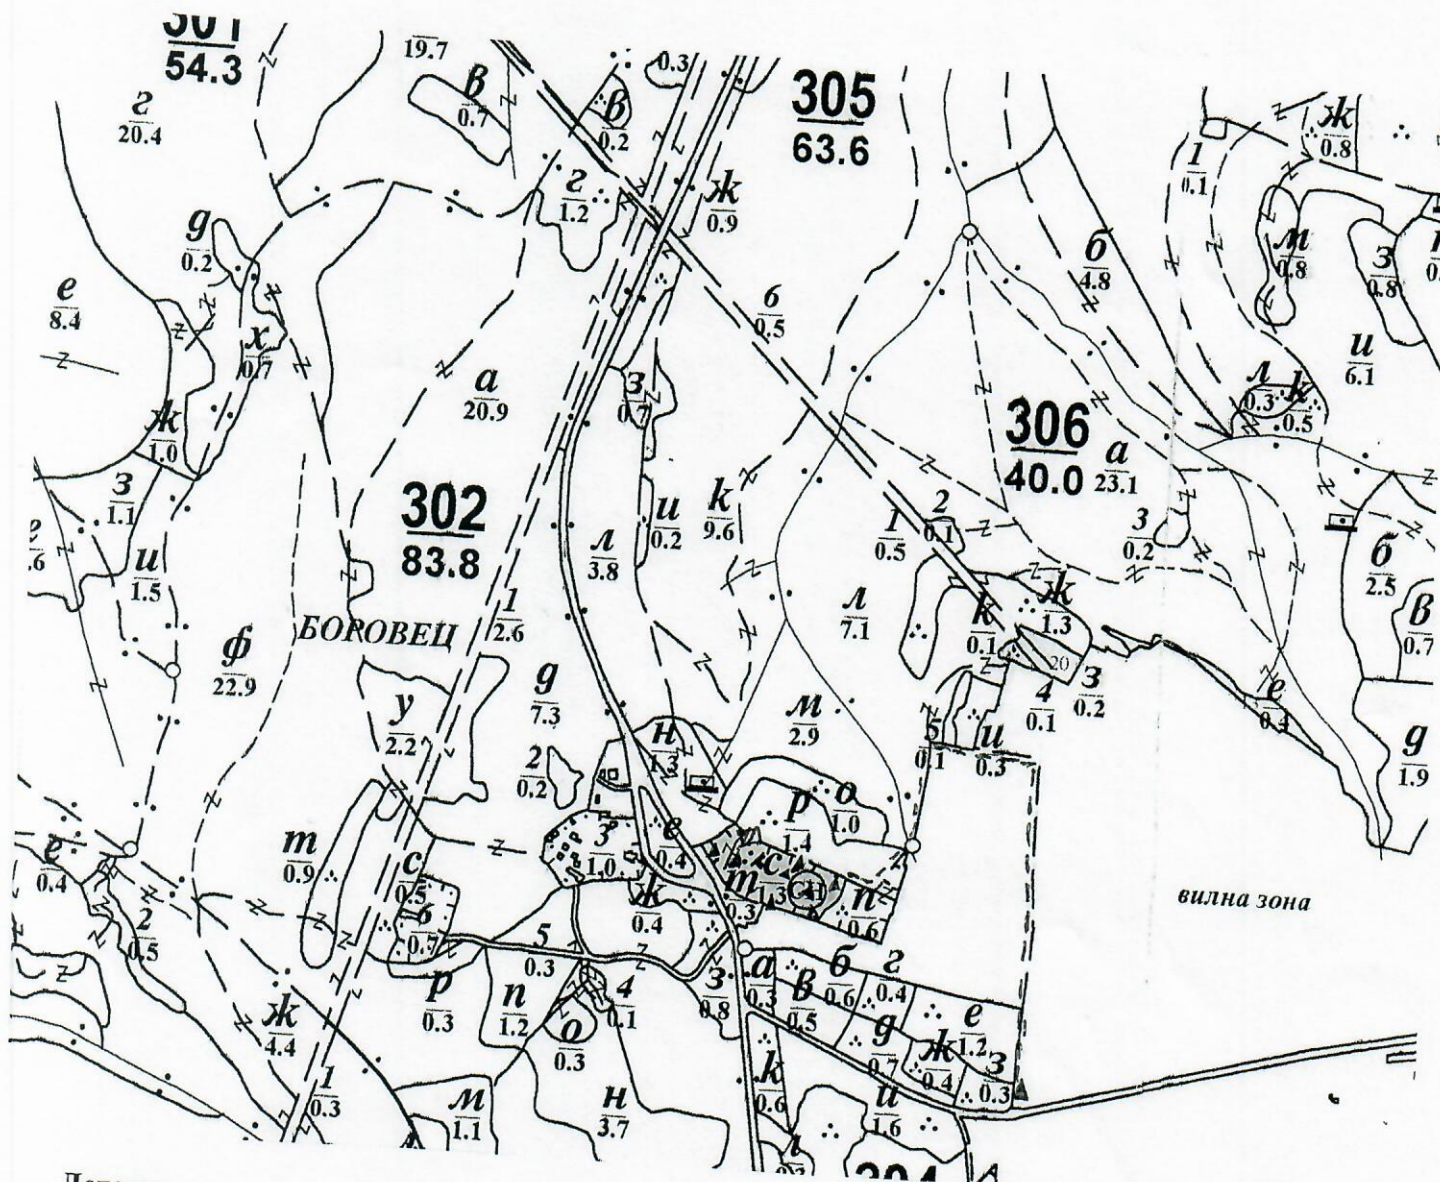 301
54.3
г
20.4
19.7
в
0.7
в
0.2
0.3
305
63.6
ж
0.8
1
0.1
г
1.2
ж
0.9
д
0.2
б
4.8
м
0.8
з
0.8
е
8.4
6
0.5
х
0.7
и
6.1
а
20.9
з
0.7
л
0.3
k
0.5
ж
1.0
306
40.0
а
23.1
з
1.1
302
83.8
и
0.2
k
9.6
2
0.1
1
0.5
3
0.2
е
.6
л
3.8
и
1.5
б
2.5
л
7.1
ж
1.3
k
0.1
20
в
0.7
1
2.6
БОРОВЕЦ
ф
22.9
д
7.3
з
0.2
4
0.1
е
0.4
у
2.2
м
2.9
н
1.3
5
0.1
и
0.3
д
1.9
2
0.2
р
1.4
о
1.0
т
0.9
3
1.0
е
0.4
е
0.4
с
0.5
с
1.3
т
0.3
п
0.6
вилна зона
ж
0.4
2
0.5
6
0.7
5
0.3
р
0.3
п
1.2
4
0.1
о
0.3
з
0.8
а
0.3
б
0.6
г
0.4
в
0.5
е
1.2
д
0.7
ж
0.4
з
0.3
ж
4.4
1
0.3
k
0.6
и
1.6
м
1.1
н
3.7
304